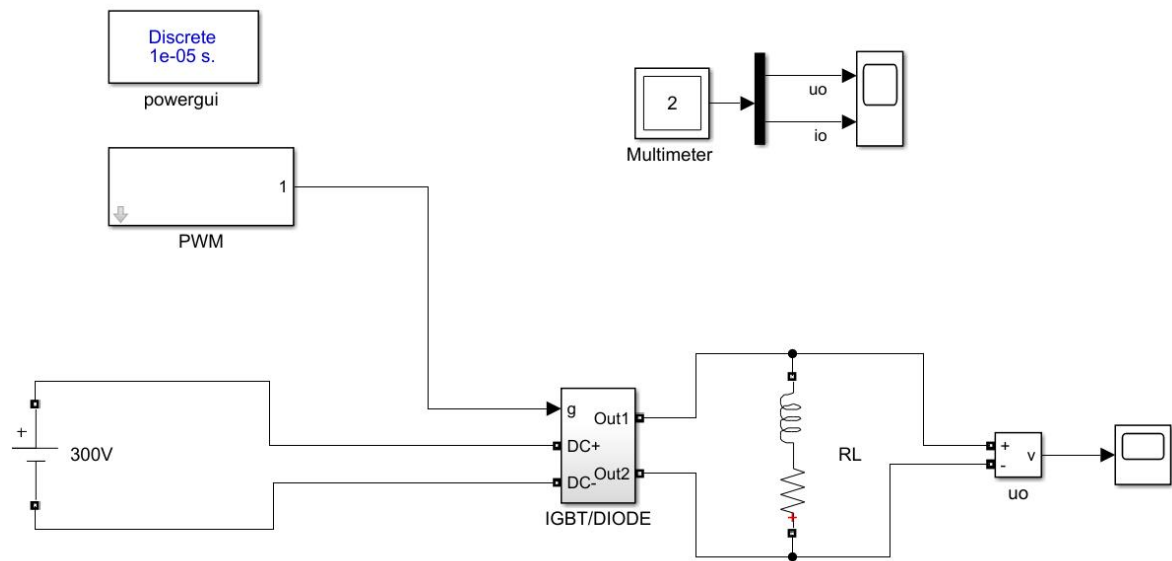 Discrete
1e-05 s.
powergui
2
uo
io
Multimeter
1
PWM
+
300V
g
Out1
DC+
Out2
DC-
IGBT/DIODE
RL
+
+
-
v
uo